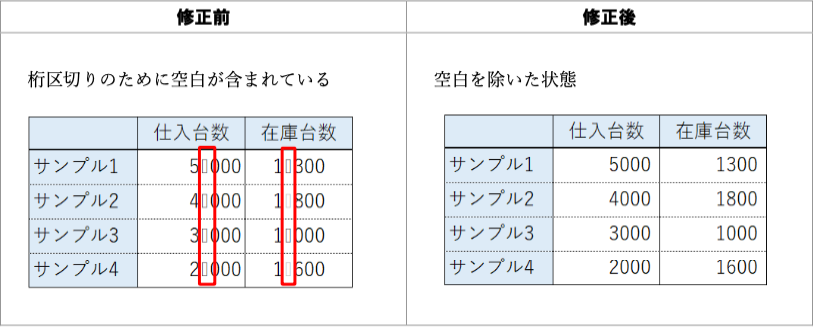 修正前
修正後
桁区切りのために空白が含まれている
空白を除いた状態
仕入台数 在庫台数
サンプル1 5□000 1□300
サンプル2 4□000 1□800
サンプル3 3□000 1□000
サンプル4 2□000 1□600
仕入台数 在庫台数
サンプル1 5000 1300
サンプル2 4000 1800
サンプル3 3000 1000
サンプル4 2000 1600